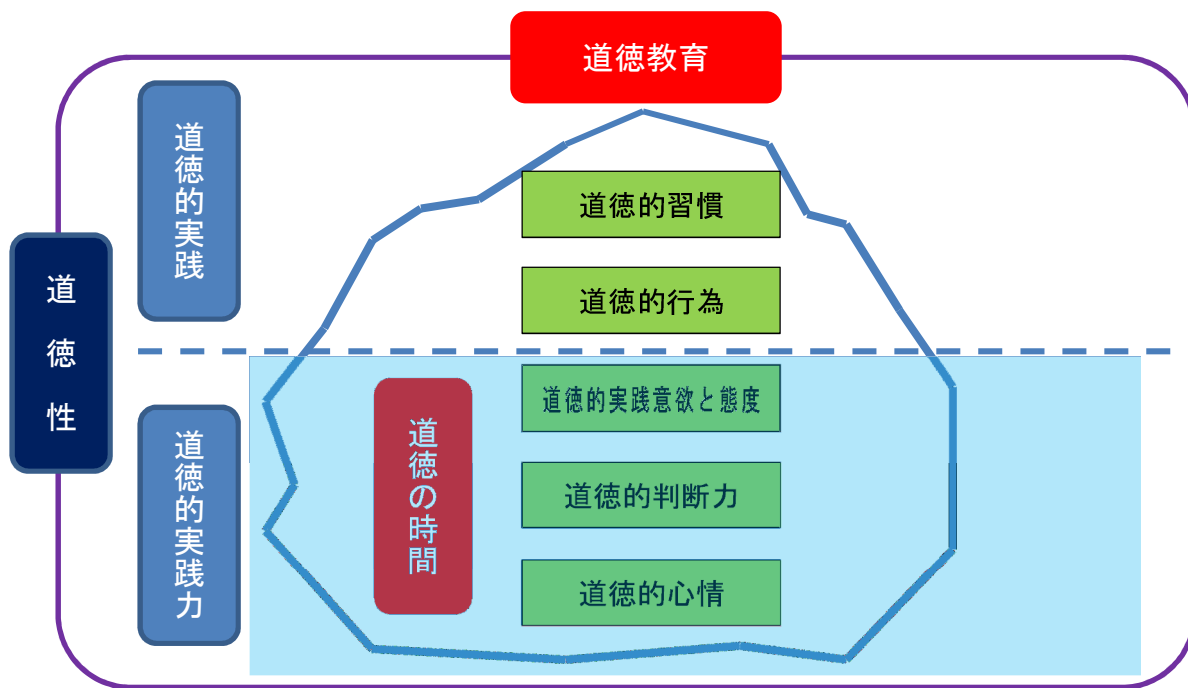 道徳教育
道徳的実践
道徳的習慣
道徳的行為
道徳性
道徳的実践意欲と態度
道徳の時間
道徳的実践力
道徳的判断力
道徳的心情